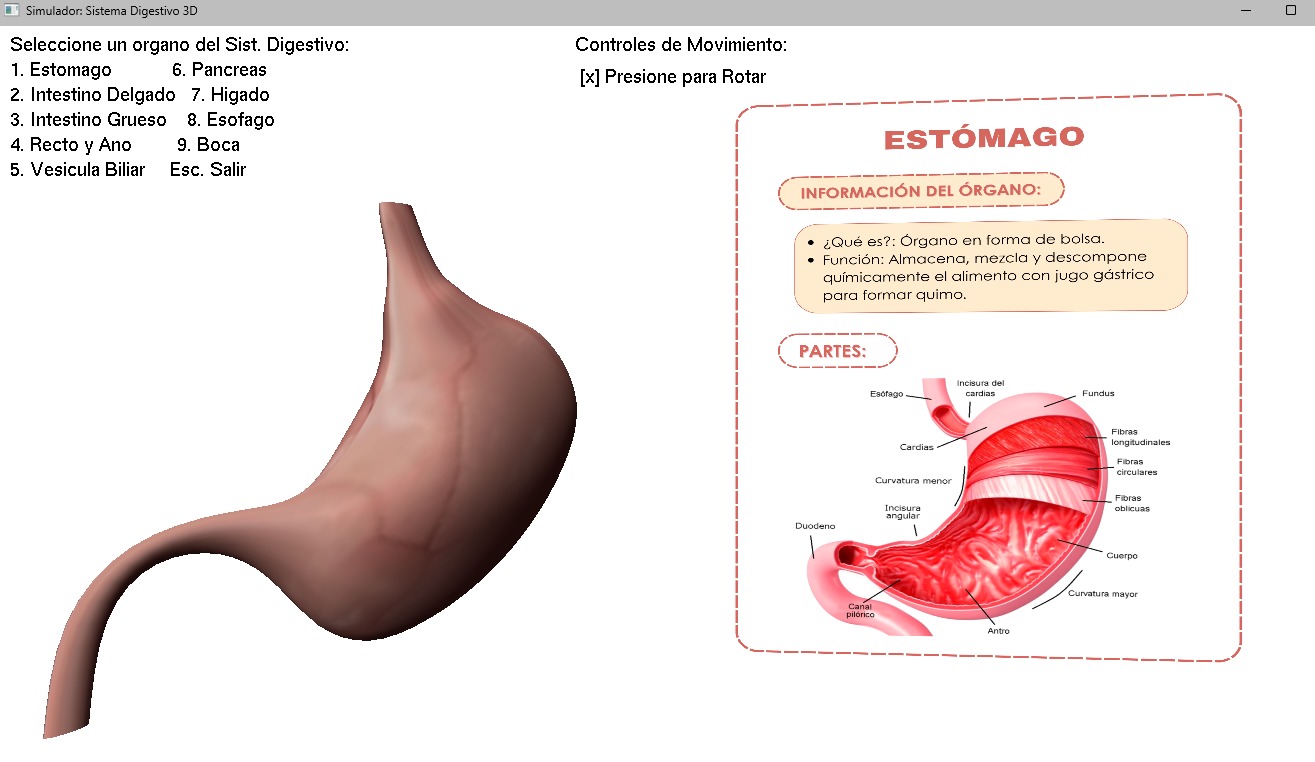 Simulador: Sistema Digestivo 3D
Seleccione un organo del Sist. Digestivo:
1. Estomago 6. Pancreas
2. Intestino Delgado 7. Higado
3. Intestino Grueso 8. Esofago
4. Recto y Ano 9. Boca
5. Vesicula Biliar Esc. Salir
Controles de Movimiento:
[x] Presione para Rotar
ESTÓMAGO
INFORMACIÓN DEL ÓRGANO:
• ¿Qué es?: Órgano en forma de bolsa.
• Función: Almacena, mezcla y descompone
químicamente el alimento con jugo gástrico
para formar quimo.
PARTES:
Esófago
Incisura del
cardias
Fundus
Cardias
Fibras
longitudinales
Fibras
circulares
Curvatura menor
Fibras
oblicuas
Incisura
angular
Duodeno
Cuerpo
Curvatura mayor
Canal
pilórico
Antro